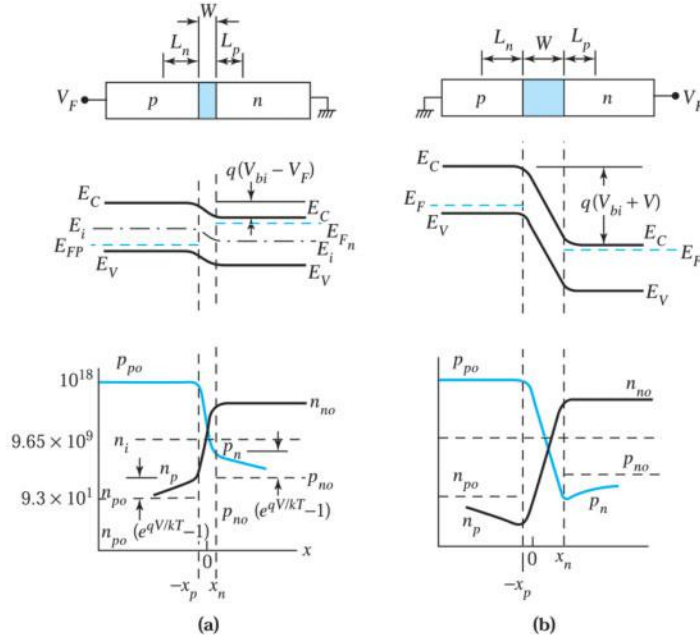 W
L_n L_p
V_F p n
q(V_bi − V_F)
E_C E_C
E_i E_Fn
E_FP E_i
E_V E_V
p_po
10^18
n_no
9.65 × 10^9 n_i
n_p p_n
9.3 × 10^1 n_po p_no
n_po (e^qV/kT−1) p_no (e^qV/kT−1)
0 x
−x_p x_n
(a)
L_n W L_p
p n V_F
E_C
q(V_bi + V)
E_F
E_V E_C
E_F
E_V
p_po
n_no
n_po p_no
n_p p_n
0 x_n
−x_p
(b)